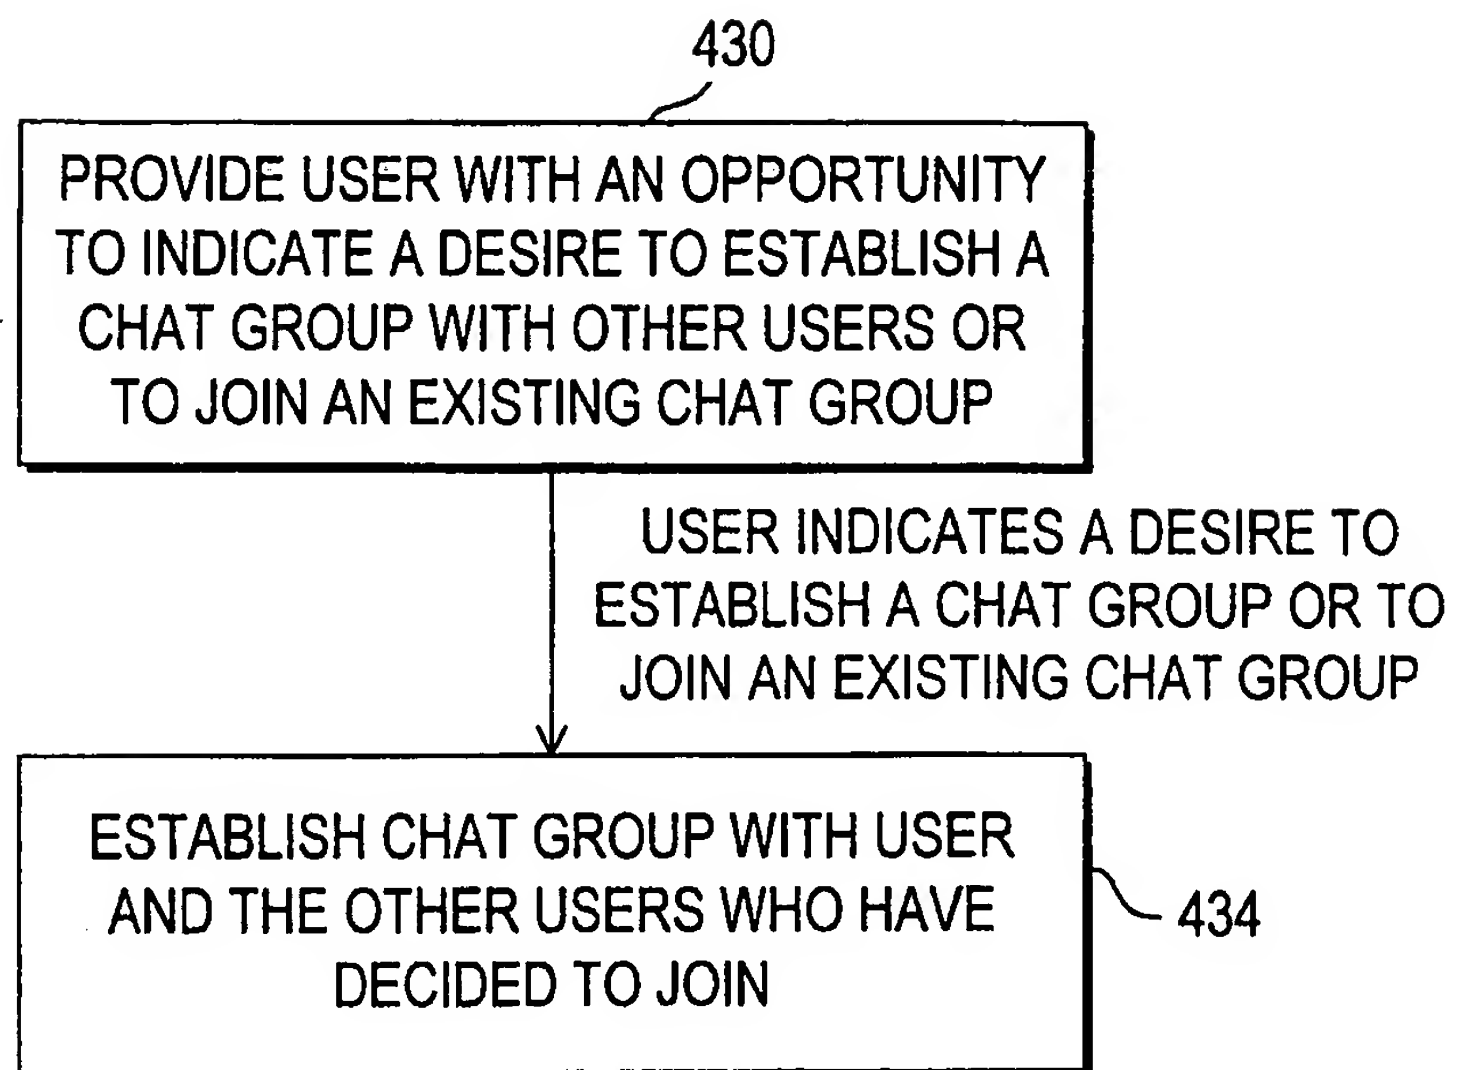 430
PROVIDE USER WITH AN OPPORTUNITY
TO INDICATE A DESIRE TO ESTABLISH A
CHAT GROUP WITH OTHER USERS OR
TO JOIN AN EXISTING CHAT GROUP
USER INDICATES A DESIRE TO
ESTABLISH A CHAT GROUP OR TO
JOIN AN EXISTING CHAT GROUP
ESTABLISH CHAT GROUP WITH USER
AND THE OTHER USERS WHO HAVE
DECIDED TO JOIN
434